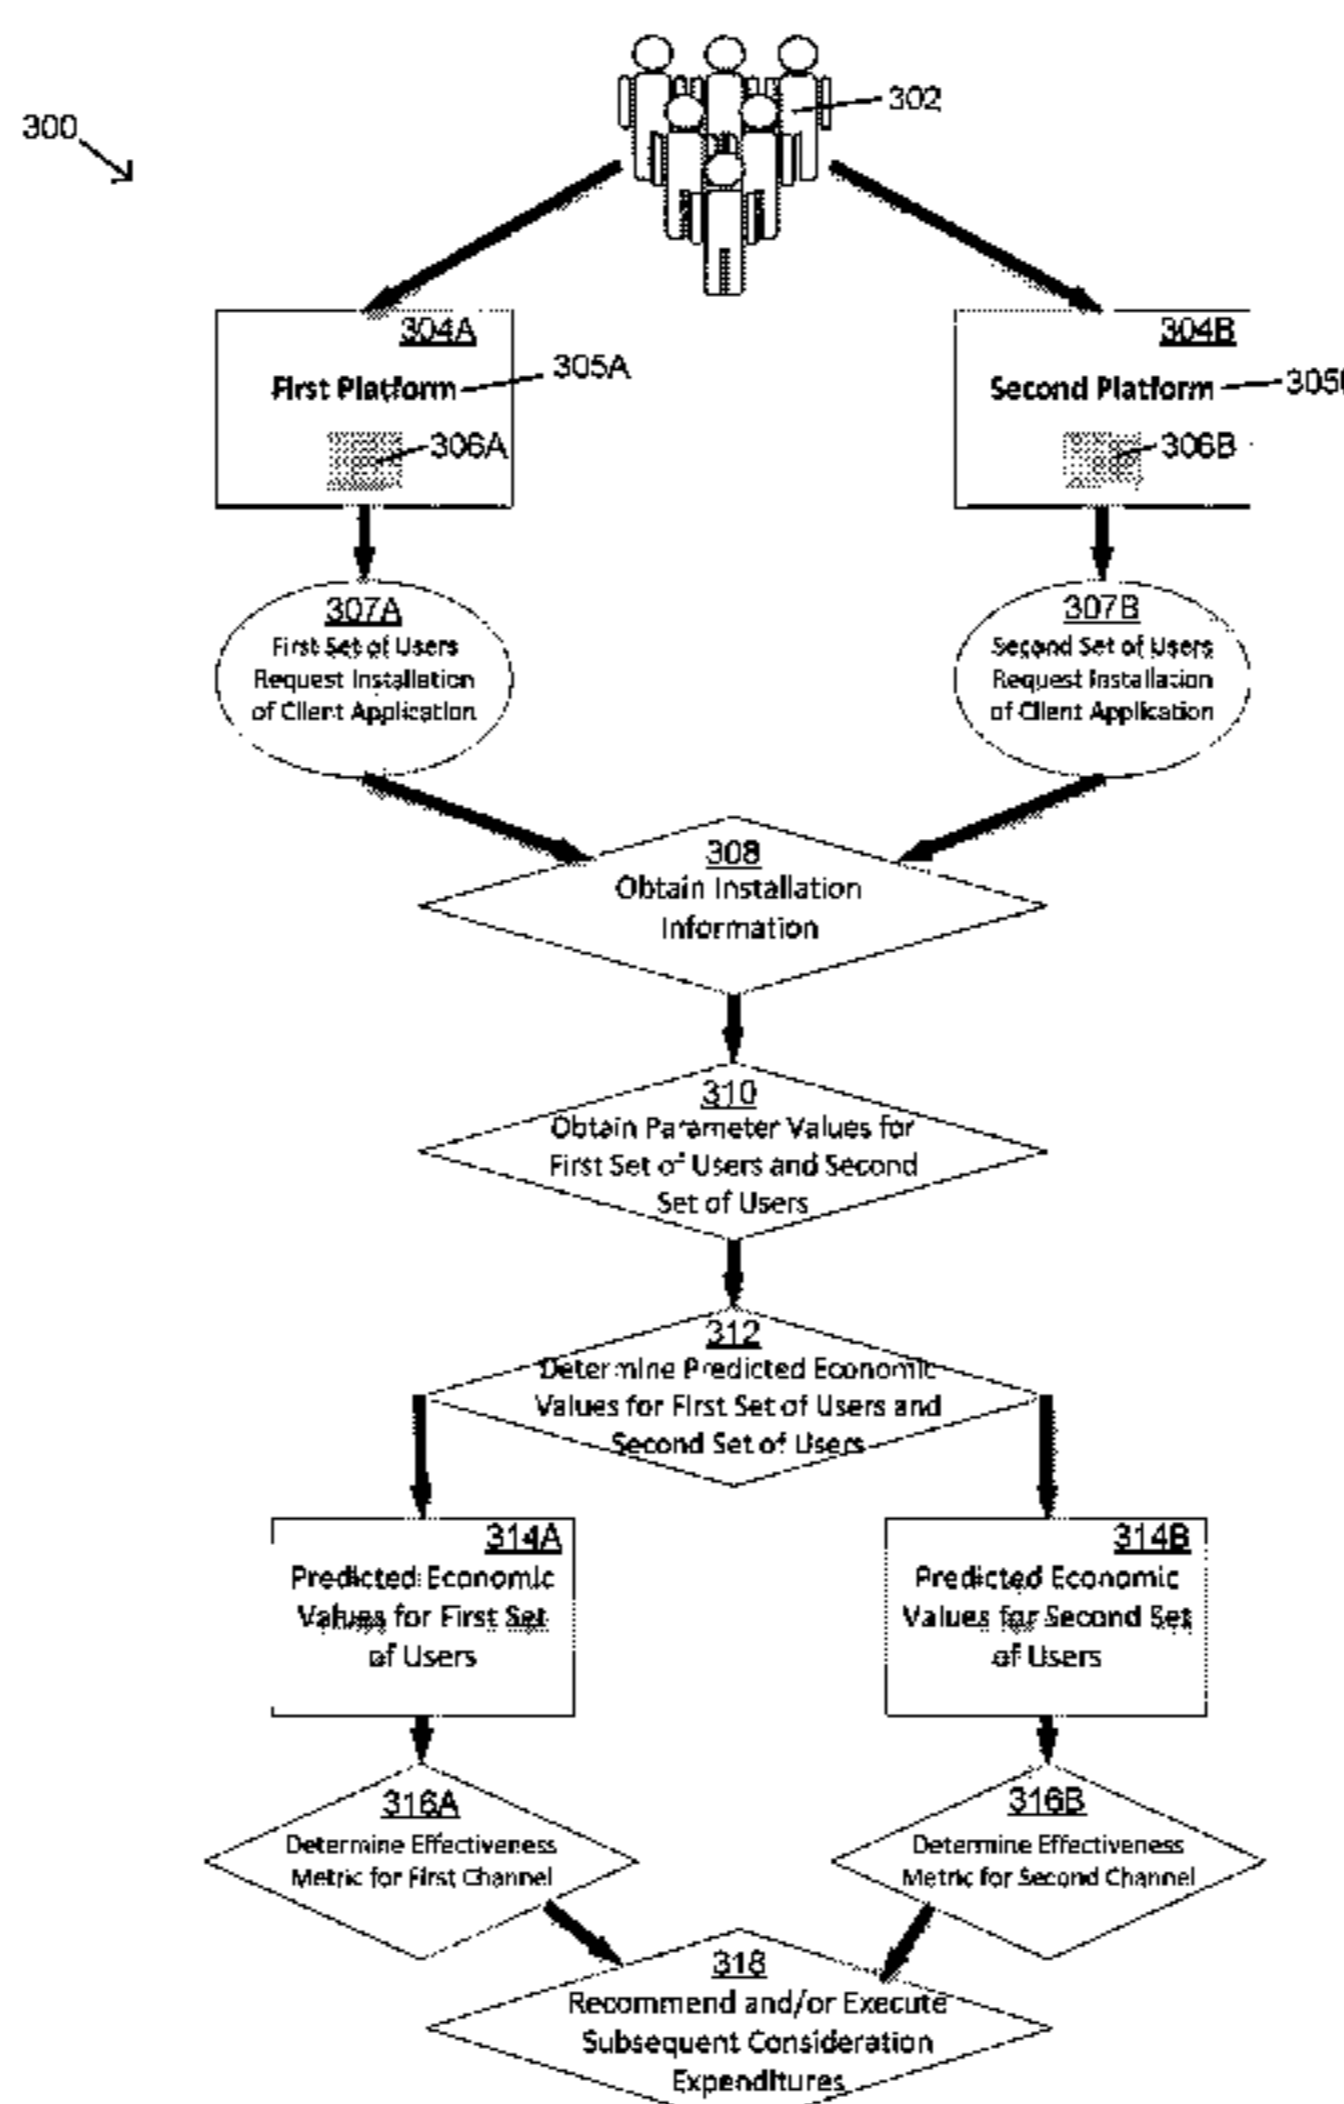 302
300
304A
First Platform
305A
306A
304B
Second Platform
306B
307A
First Set of Users
Request Installation
of Client Application
307B
Second Set of Users
Request Installation
of Client Application
308
Obtain Installation
Information
310
Obtain Parameter Values for
First Set of Users and Second
Set of Users
312
Determine Predicted Economic
Values for First Set of Users and
Second Set of Users
314A
Predicted Economic
Values for First Set
of Users
314B
Predicted Economic
Values for Second Set
of Users
316A
Determine Effectiveness
Metric for First Channel
316B
Determine Effectiveness
Metric for Second Channel
318
Recommend and/or Execute
Subsequent Consideration
Expenditures